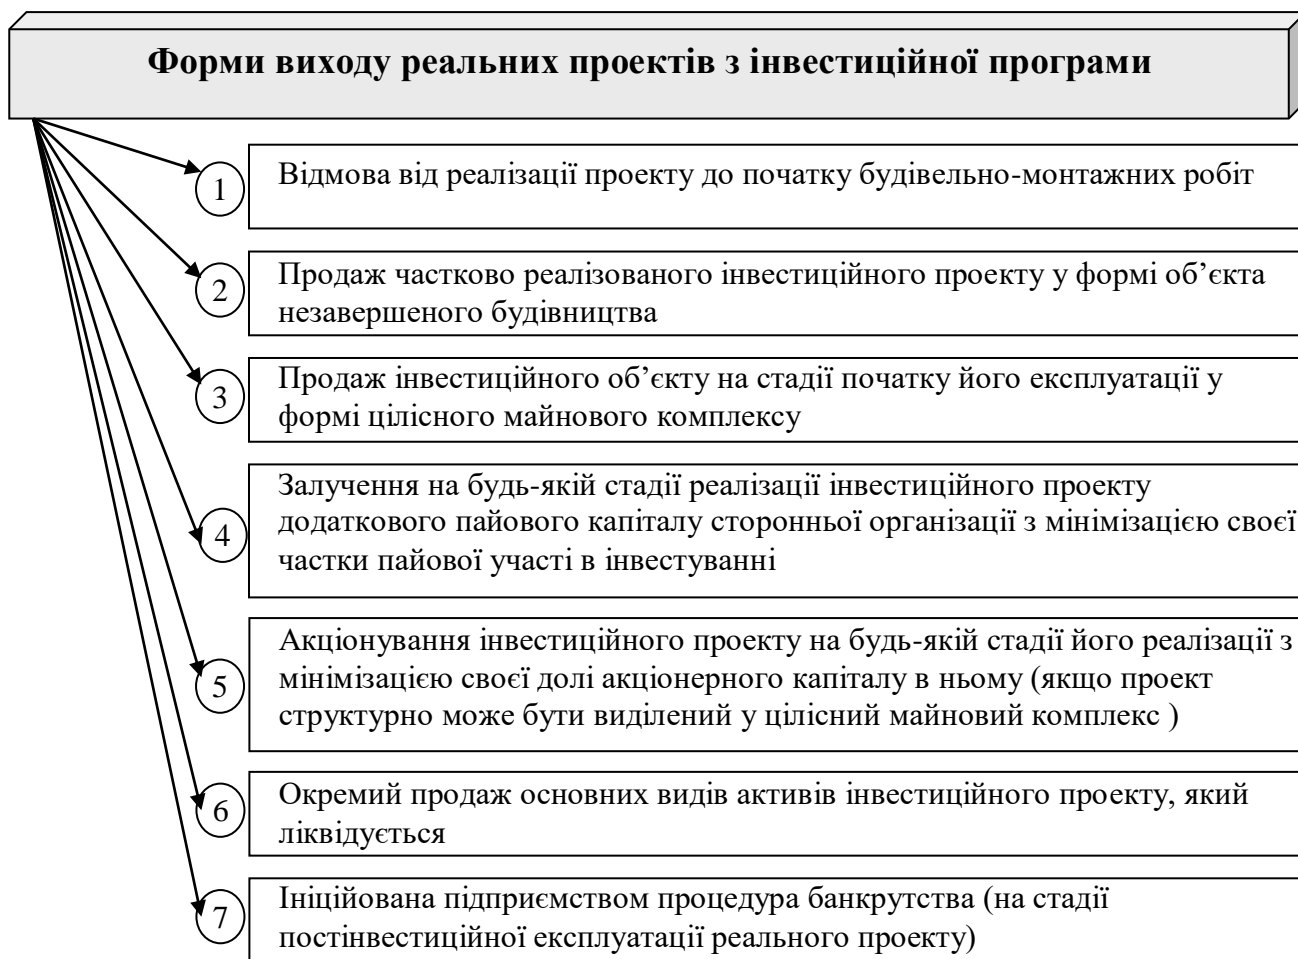 Форми виходу реальних проектів з інвестиційної програми
1
Відмова від реалізації проекту до початку будівельно-монтажних робіт
2
Продаж частково реалізованого інвестиційного проекту у формі об’єкта
незавершеного будівництва
3
Продаж інвестиційного об’єкту на стадії початку його експлуатації у
формі цілісного майнового комплексу
4
Залучення на будь-якій стадії реалізації інвестиційного проекту
додаткового пайового капіталу сторонньої організації з мінімізацією своєї
частки пайової участі в інвестуванні
5
Акціонування інвестиційного проекту на будь-якій стадії його реалізації з
мінімізацією своєї долі акціонерного капіталу в ньому (якщо проект
структурно може бути виділений у цілісний майновий комплекс )
6
Окремий продаж основних видів активів інвестиційного проекту, який
ліквідується
7
Ініційована підприємством процедура банкрутства (на стадії
постінвестиційної експлуатації реального проекту)